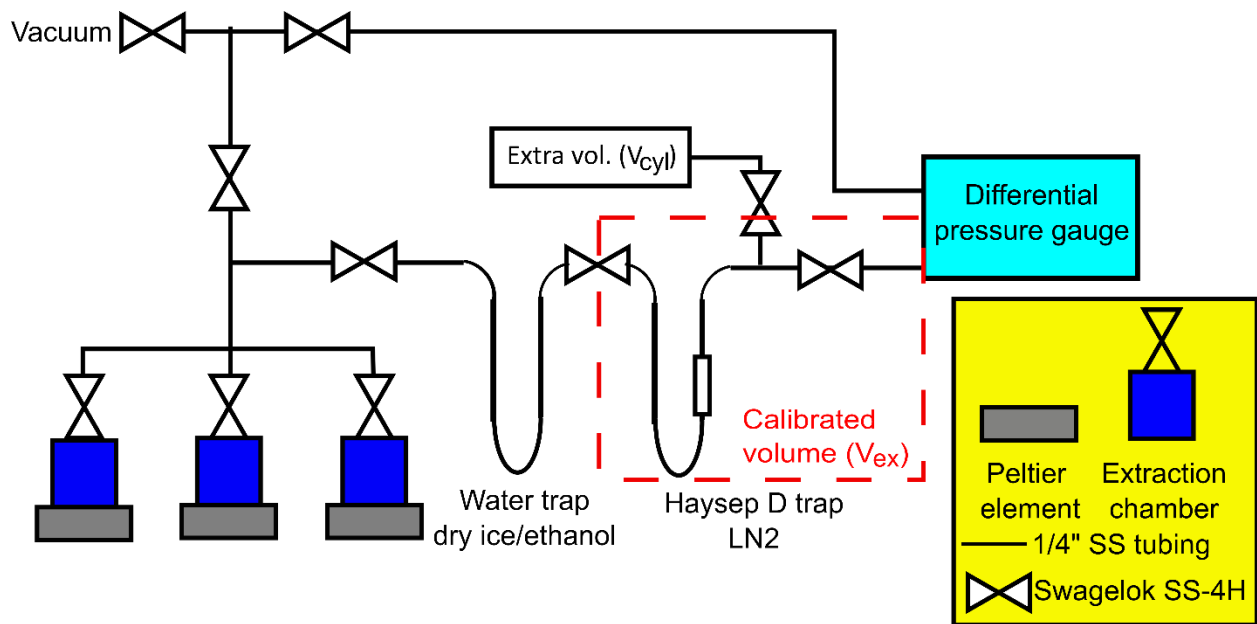 Vacuum
Extra vol. (Vcyl)
Differential
pressure gauge
Calibrated
volume (Vex)
Water trap
dry ice/ethanol
Haysep D trap
LN2
Peltier
element
Extraction
chamber
1/4" SS tubing
Swagelok SS-4H